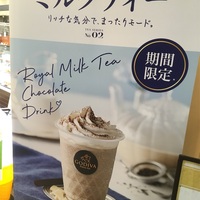 ミルクティー
リッチな気分で、まったりモード。
No.02
期間
限定.
Royal Milk Tea
Chocolate
Drink
GODIVA